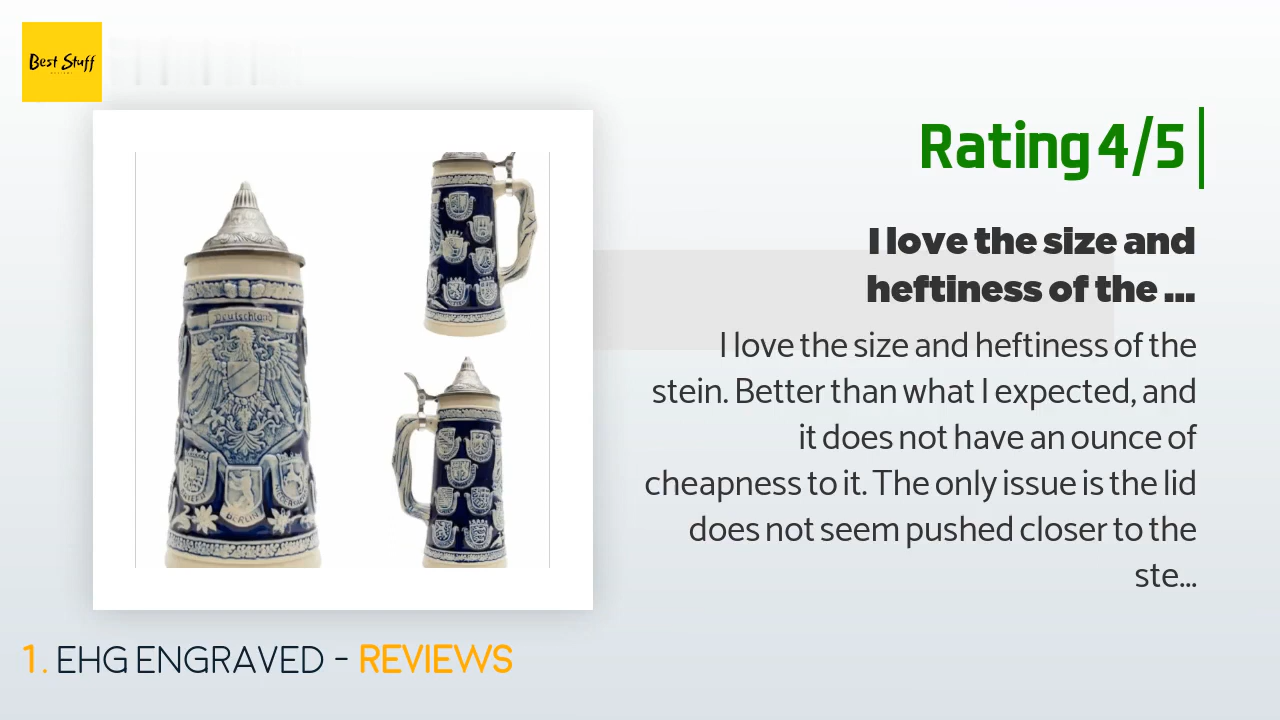 Best Stuff
Rating 4/5
I love the size and
heftiness of the ...
I love the size and heftiness of the
stein. Better than what I expected, and
it does not have an ounce of
cheapness to it. The only issue is the lid
does not seem pushed closer to the
ste...
Deutschland
BERLIN
1. EHG ENGRAVED - REVIEWS